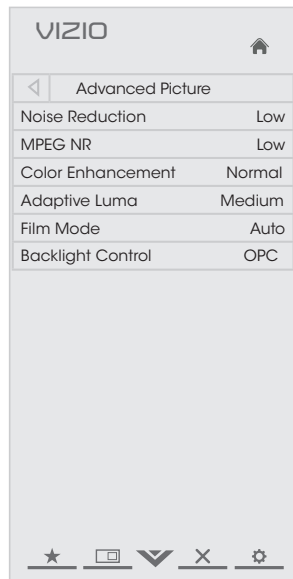 VIZIO
Advanced Picture
Noise Reduction Low
MPEG NR Low
Color Enhancement Normal
Adaptive Luma Medium
Film Mode Auto
Backlight Control OPC